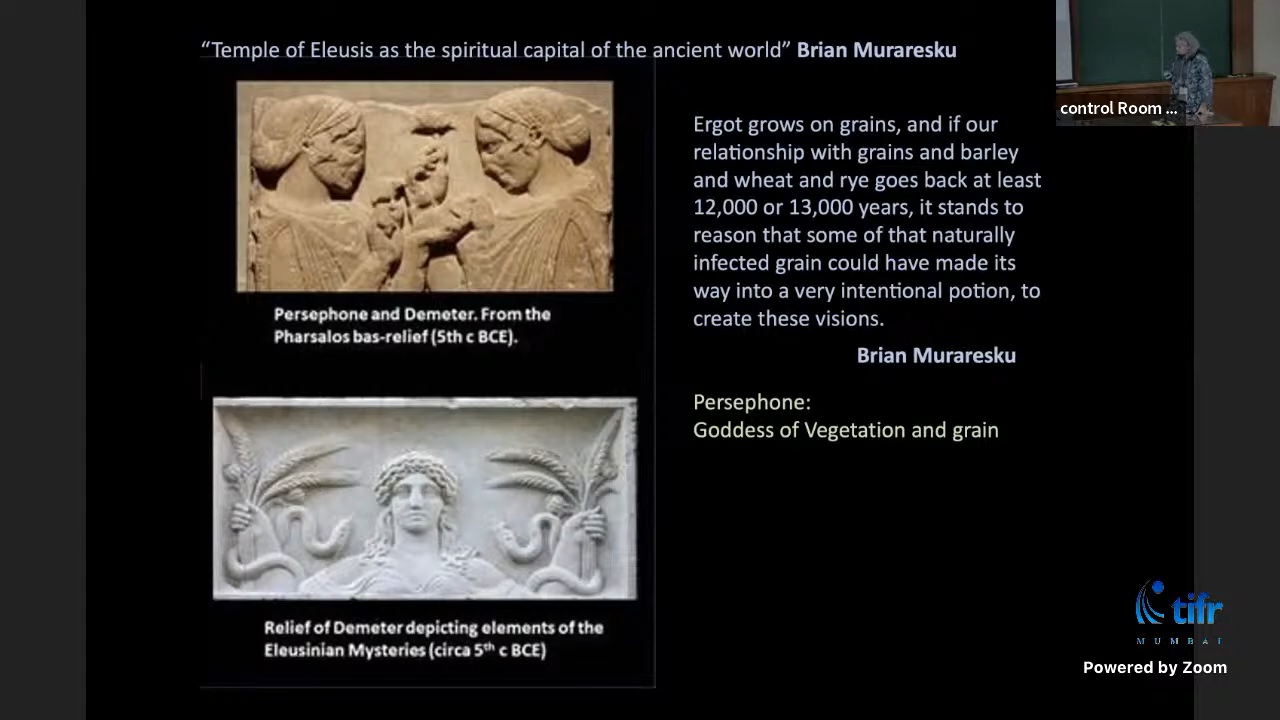 “Temple of Eleusis as the spiritual capital of the ancient world” Brian Muraresku
control Room ...
Ergot grows on grains, and if our
relationship with grains and barley
and wheat and rye goes back at least
12,000 or 13,000 years, it stands to
reason that some of that naturally
infected grain could have made its
way into a very intentional potion, to
create these visions.
Brian Muraresku
Persephone and Demeter. From the
Pharsalos bas-relief (5th c BCE).
Persephone:
Goddess of Vegetation and grain
Relief of Demeter depicting elements of the
Eleusinian Mysteries (circa 5th c BCE)
tifr
MUMBAI
Powered by Zoom